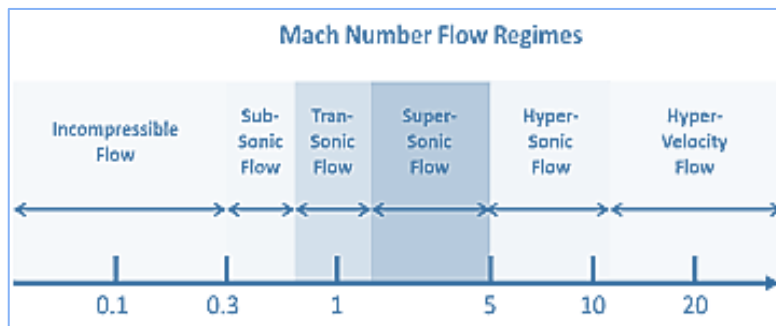 Mach Number Flow Regimes
Incompressible
Flow
Sub-
Sonic
Flow
Tran-
Sonic
Flow
Super-
Sonic
Flow
Hyper-
Sonic
Flow
Hyper-
Velocity
Flow
0.1 0.3 1 5 10 20